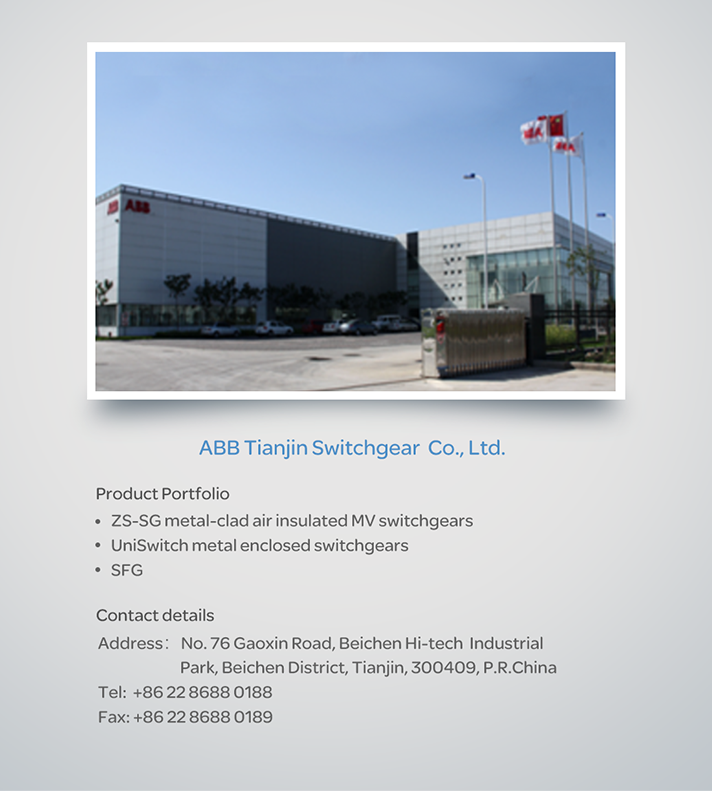 ABB ABB
ABB Tianjin Switchgear Co., Ltd.
Product Portfolio
• ZS-SG metal-clad air insulated MV switchgears
• UniSwitch metal enclosed switchgears
• SFG
Contact details
Address： No. 76 Gaoxin Road, Beichen Hi-tech Industrial
Park, Beichen District, Tianjin, 300409, P.R.China
Tel: +86 22 8688 0188
Fax: +86 22 8688 0189